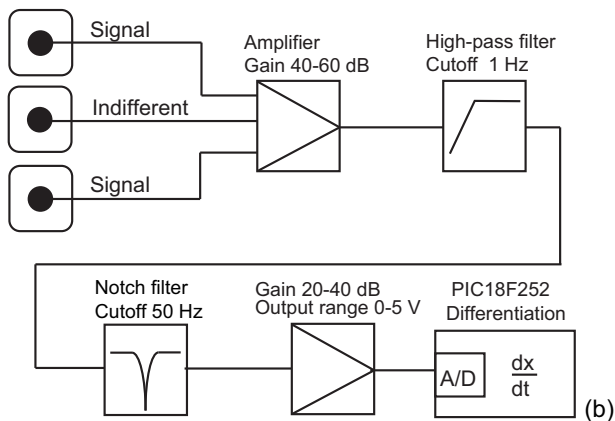 Signal
Indifferent
Signal
Amplifier
Gain 40-60 dB
High-pass filter
Cutoff 1 Hz
Notch filter
Cutoff 50 Hz
Gain 20-40 dB
Output range 0-5 V
PIC18F252
Differentiation
A/D
dx
dt
(b)